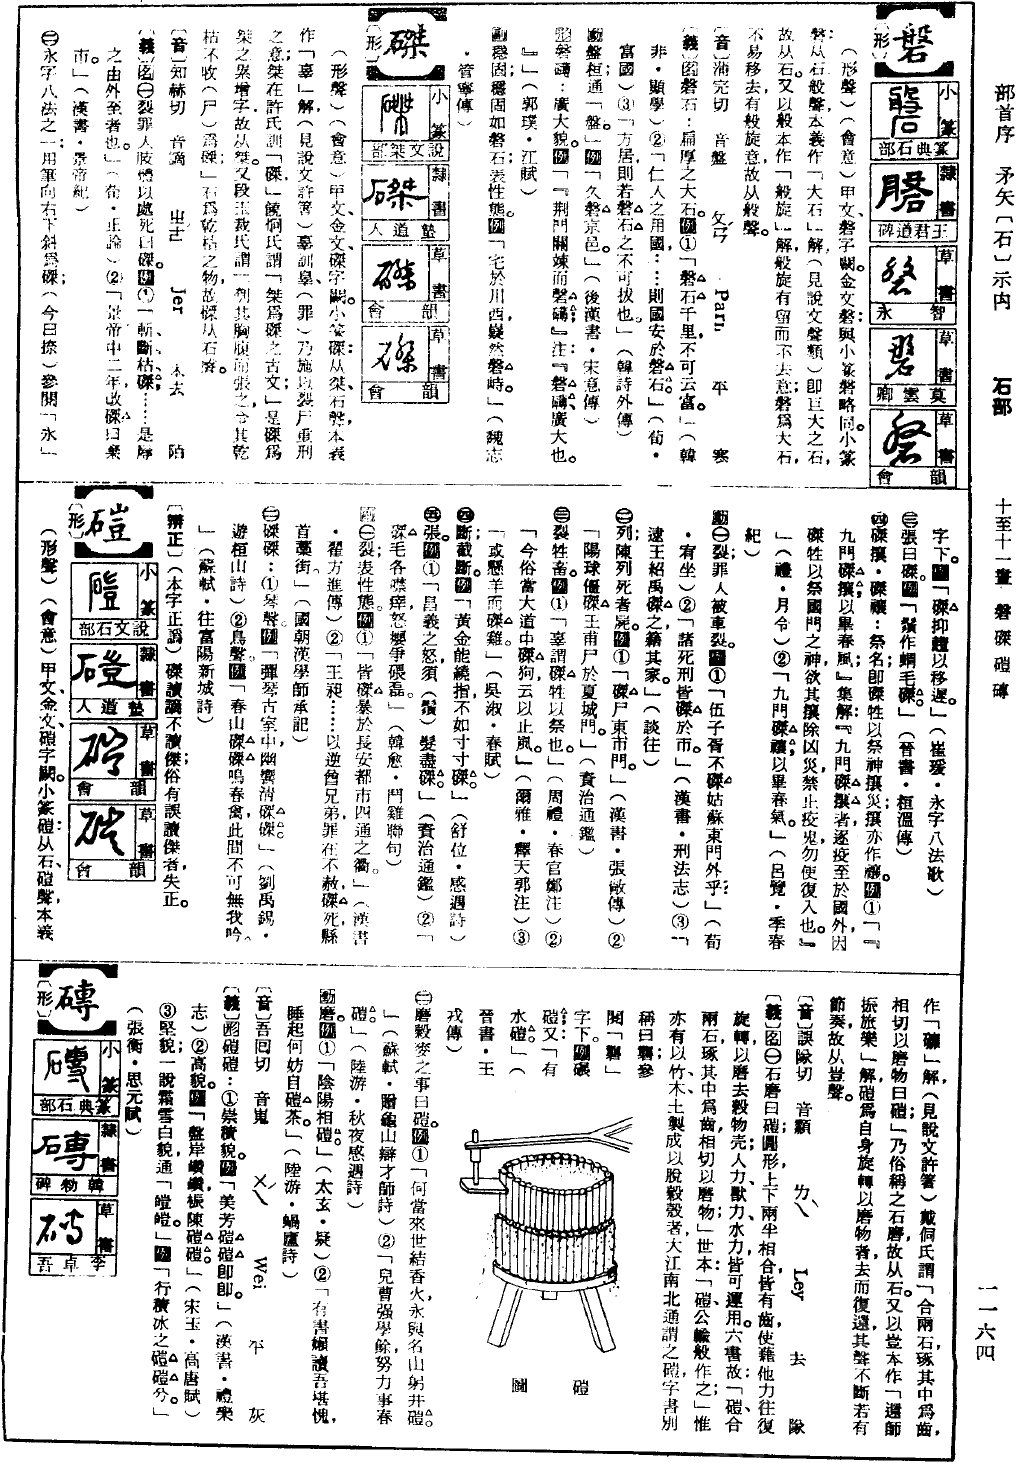 部首序 矛矢〔石〕示内 石部 十至十一畫 磐磔磑磚 一一六四
磐
〔形〕
小篆 篆典石部
隸書 王君道碑
草書 智永
草書 莫雲卿
草書 韻會
（形聲）（會意）甲文磐字闕。金文磐與小篆磐略同。小篆
磐从石般聲，本義作「大石」解，（見說文聲類）即巨大之石，
故从石。又以般本作「般旋」解，般旋有留而不去意，磐爲大石，
不易移去有般旋意，故从般聲。
〔音〕蒲完切 音盤 ㄆㄢ Parn 平 寒
〔義〕名磐石：扁厚之大石。例①「磐石千里不可云富」（韓
非・顯學）②「仁人之用國……則國安於磐石」（荀・
富國）③「方居，則若磐石之不可拔也。」（韓詩外傳）
動盤桓通「盤」。例「久磐京邑。」（後漢書・宋意傳）
形磐礴：廣大貌。例「『荆門闕竦而磐礴』注：『磐礴廣大也。
』」（郭璞・江賦）
副穩固穩固如磐石；表性態。例「宅於川西，嶷然磐峙。」（魏志
・管寧傳）
磔
〔形〕
小篆 說文桀部
隸書 蟄道人
草書 韻會
草書 韻會
（形聲）（會意）甲文金文磔字闕。小篆磔：从桀石聲，本義
作「辜」解，（見說文許箸）辜訓辠，（罪）乃施以裂尸重刑
之意；桀在許氏訓「磔」，饒炯氏謂「桀爲磔之古文」；是磔爲
桀之絫增字，故从桀。又段玉裁氏謂「刳其胸腹而張之，令其乾
枯不收（尸）爲磔」；石爲乾枯之物，故磔从石聲。
〔音〕知赫切 音謫 ㄓㄜ Jer 本去 陌
〔義〕名㊀裂罪人肢體以處死曰磔。例①「斬斷枯磔……是辱
之由外至者也。」（荀・正論）②「景帝中二年，改磔曰棄
市。」（漢書・景帝紀）
㊁永字八法之一：用筆向右下斜爲磔；（今曰捺）參閱「永」
字下。例「磔抑趯以移遲。」（崔瑗・永字八法歌）
㊂張曰磔。例「鬚作蝟毛磔。」（晉書・桓溫傳）
㊃磔攘・磔禳：祭名；即磔牲以祭神攘災；攘亦作禳。例①「『
九門磔攘，以畢春風』，集解『九門磔攘者，逐疫至於國外，因
磔牲以祭國門之神，欲其攘除凶災，禁止疫鬼，勿使復入也。』
」（禮・月令）②「九門磔禳，以畢春氣。」（呂覽・季春
紀）
動㊀裂罪人被車裂。例①「伍子胥不磔姑蘇東門外乎」（荀
・宥坐）②「諸死刑皆磔於市。」（漢書・刑法志）③「
逮王紹禹，磔之，籍其家。」（談往）
㊁列陳列死者屍。例①「磔尸東市門。」（漢書・張敞傳）②
「陽球僵磔王甫尸於夏城門。」（資治通鑑）
㊂裂牲畜。例①「辜謂磔牲以祭也。」（周禮・春官鄭注）②
「今俗當大道中磔狗，云以止風。」（爾雅・釋天郭注）③
「或懸羊而磔雞。」（吳淑・春賦）
㊃斷截斷。例「黃金能繞指，不如寸寸磔。」（舒位・感遇詩）
㊄張。例①「昌義之怒，須（鬚）髮盡磔。」（資治通鑑）②「
磔毛各噤痒，怒癭爭碨磊。」（韓愈・鬥雞聯句）
副㊀裂表性態。例①「皆磔暴於長安都市四通之衢。」（漢書
・翟方進傳）②「王昶……以逆曾兄弟罪在不赦，磔死，縣
首藁街。」（國朝漢學師承記）
㊁磔磔：①琴聲。例「彈琴古室中，幽響清磔磔。」（劉禹錫・
遊桓山詩）②鳥聲。例「春山磔磔鳴春禽，此間不可無我吟。
」（蘇軾・往富陽新城詩）
〔辨正〕（本字正譌）磔讀謫不讀傑；俗有誤讀傑者，失正。
磑
〔形〕
小篆 說文石部
隸書 蟄道人
草書 韻會
草書 韻會
（形聲）（會意）甲文金文磑字闕。小篆磑：从石磑聲，本義
作「䃺」解，（見說文許箸）戴侗氏謂「合兩石，琢其中爲齒，
相切以磨物曰磑」，乃俗稱之石磨，故从石。又以豈本作「還師
振旅樂」解，磑爲自身旋轉以磨物者，去而復還，其聲不斷若有
節奏，故从豈聲。
〔音〕誤隊切 音纇 ㄌㄟ Ley 去 隊
〔義〕名㊀石磨曰磑；圓形，上下兩半相合，皆有齒，使藉他力往復
旋轉以磨去穀物壳；人力獸力水力皆可運用；六書故「磑，合
兩石，琢其中爲齒，相切以磨物」；世本「磑，公輸般作之」；惟
亦有以竹木土製成以脫穀殼者，大江南北通謂之磑，字書別
稱曰礱；參
閱「礱」
字下。例「碾
磑又「有
水磑。」（
晉書・王
戎傳）
磑圖
㊁磨穀麥之事曰磑。例①「何當來世結香火，永與名山躬井磑。
」（蘇軾・贈龜山辯才師詩）②「兒曹强學餘，努力事舂
磑。」（陸游・秋夜感遇詩）
動磨。例①「陰陽相磑。」（太玄・疑）②「有書懶讀吾堪愧，
睡起何妨自磑茶。」（陸游・蝸廬詩）
〔音〕吾囘切 音嵬 ㄨㄟ Wei 平 灰
〔義〕形磑磑：①崇積貌。例「美芳磑磑即即。」（漢書・禮樂
志）②高貌。例「盤岸巑岏，裖陳磑磑。」（宋玉・高唐賦）
③堅貌；一說霜雪白貌；通「皚皚」。例「行積冰之磑磑兮」
（張衡・思元賦）
磚
〔形〕
小篆 篆典石部
隸書 韓勑碑
草書 李卓吾